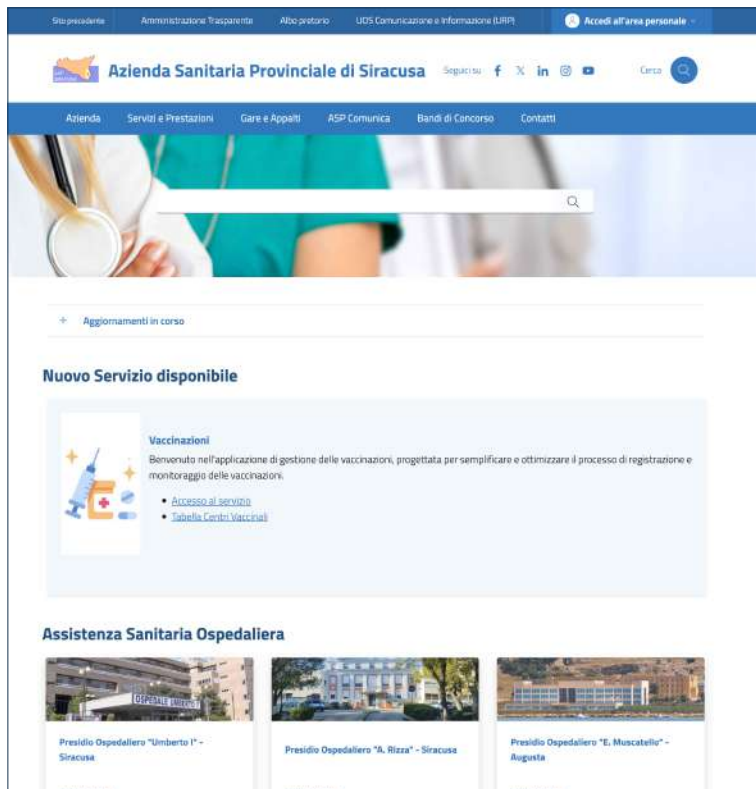 Sito precedente Amministrazione Trasparente Albo pretorio UOS Comunicazione e Informazione (URP) Accedi all'area personale
Azienda Sanitaria Provinciale di Siracusa Seguici su Cerca
Azienda Servizi e Prestazioni Gare e Appalti ASP Comunica Bandi di Concorso Contatti
Aggiornamenti in corso
Nuovo Servizio disponibile
Vaccinazioni
Benvenuto nell'applicazione di gestione delle vaccinazioni, progettata per semplificare e ottimizzare il processo di registrazione e
monitoraggio delle vaccinazioni.
Accesso al servizio
Tabella Centri Vaccinali
Assistenza Sanitaria Ospedaliera
OSPEDALE UMBERTO I
Presidio Ospedaliero "Umberto I" -
Siracusa
Presidio Ospedaliero "A. Rizza" - Siracusa
Presidio Ospedaliero "E. Muscatello" -
Augusta